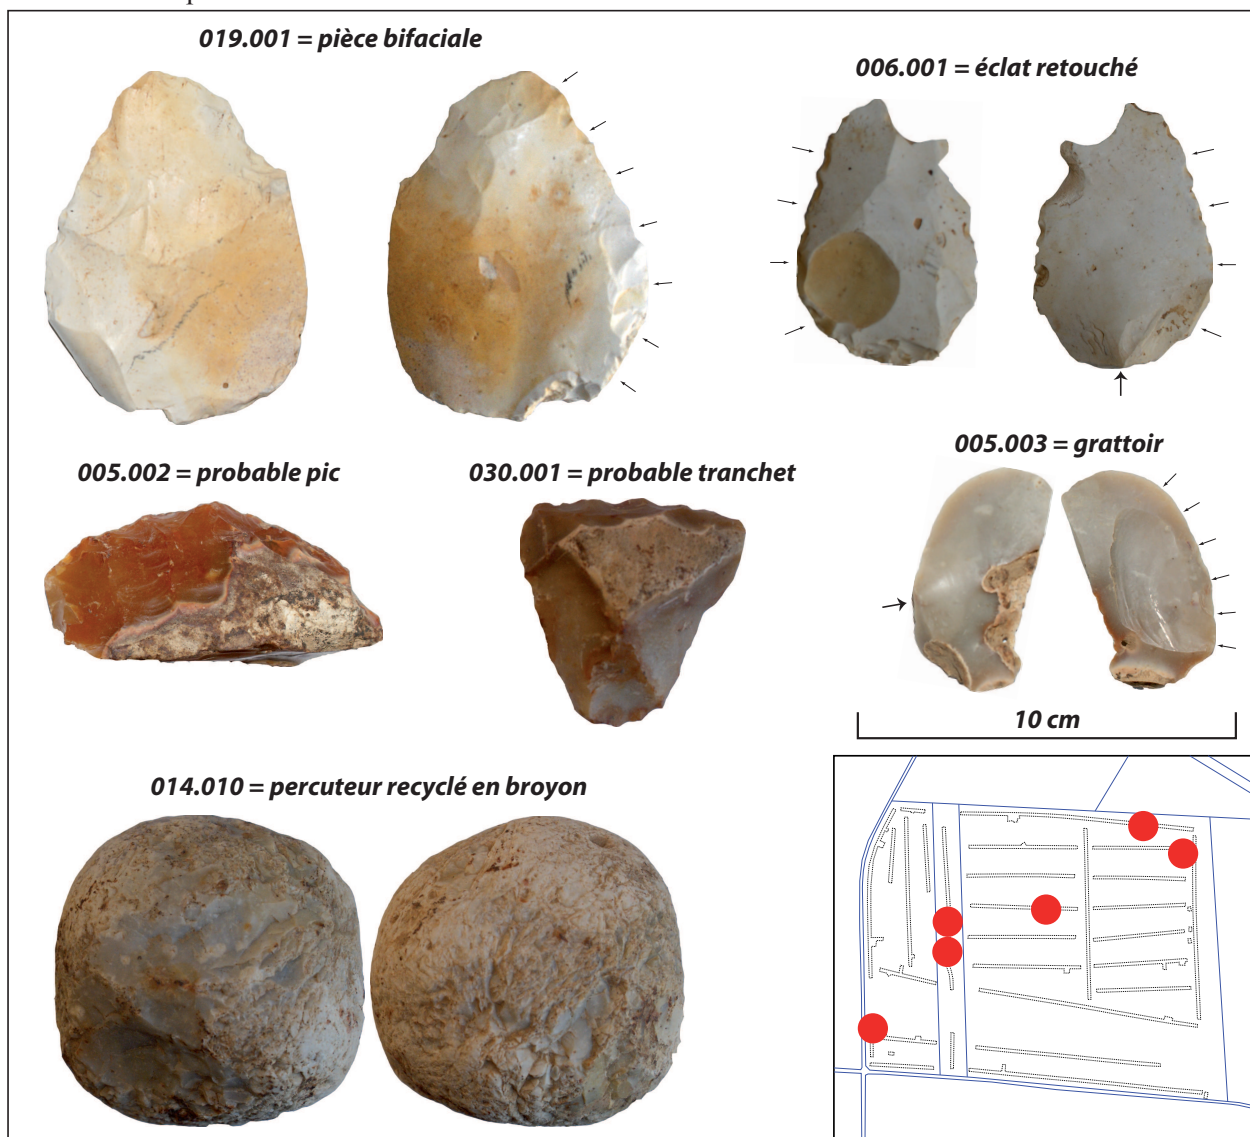 019.001 = pièce bifaciale
006.001 = éclat retouché
005.002 = probable pic
030.001 = probable tranchet
005.003 = grattoir
10 cm
014.010 = percuteur recyclé en broyon